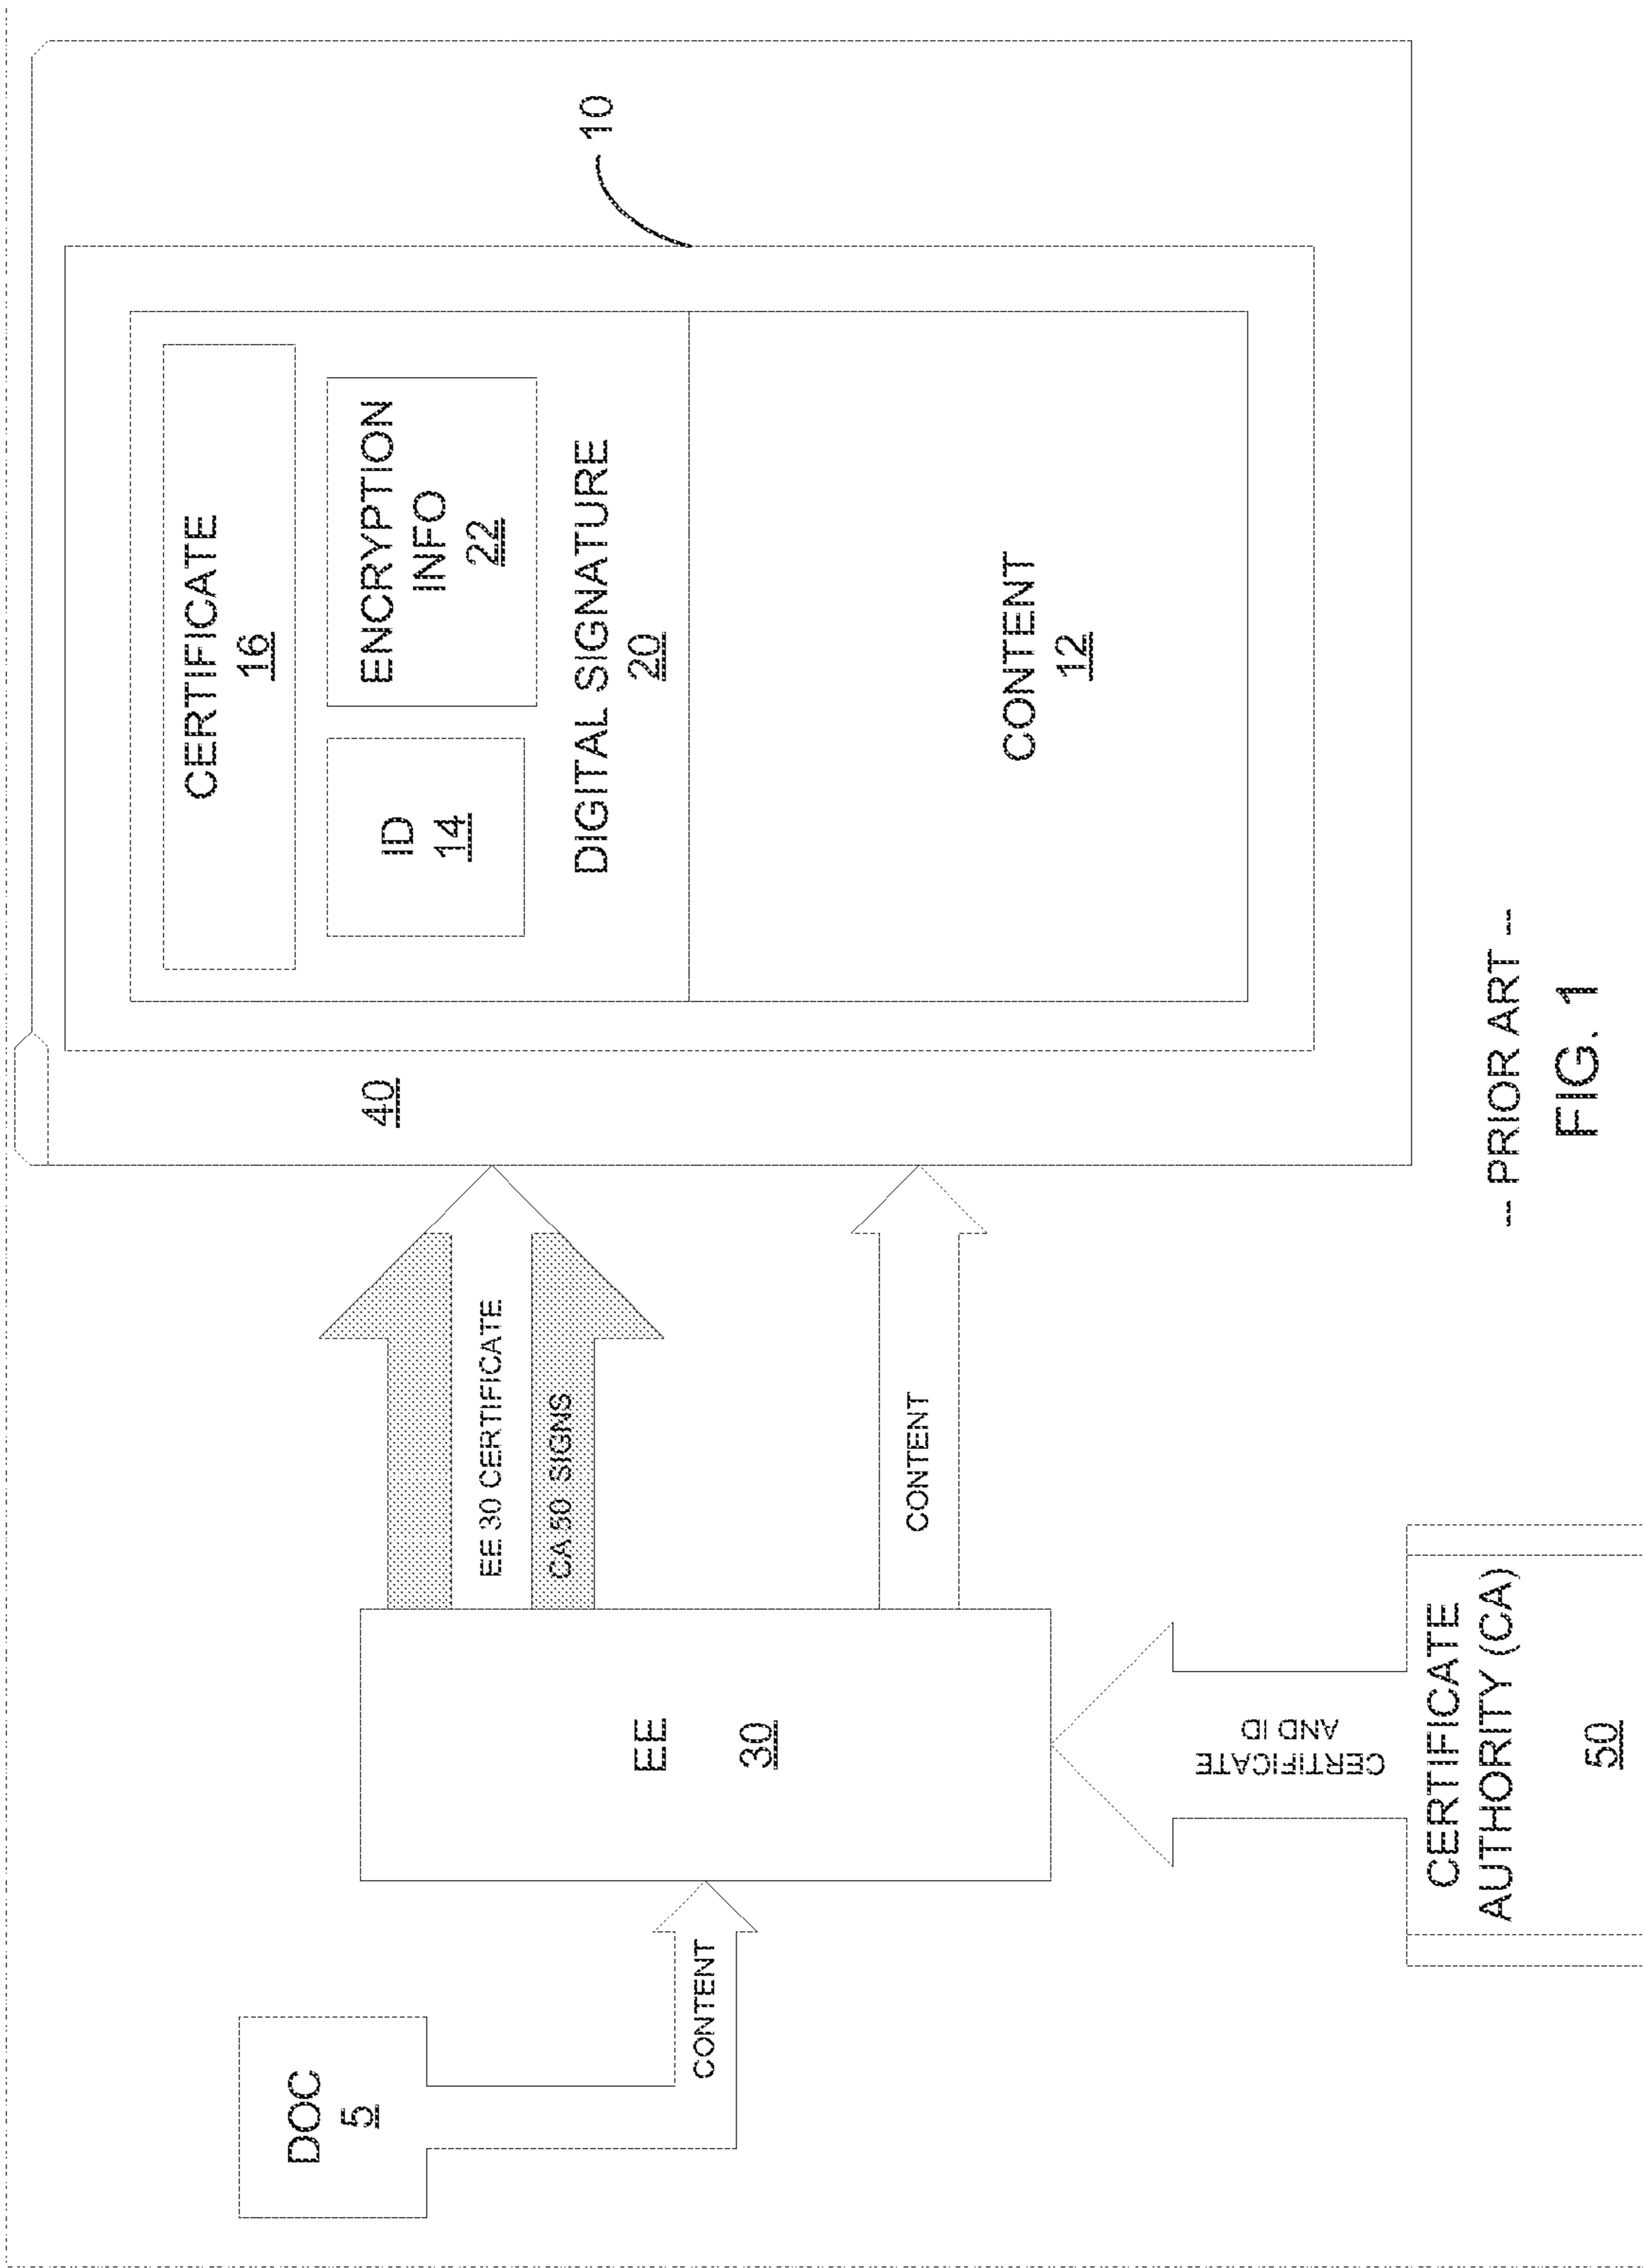 DOC
5
CONTENT
EE
30
CERTIFICATE
AND ID
CERTIFICATE
AUTHORITY (CA)
50
EE 30 CERTIFICATE
CA 50 SIGNS
CONTENT
40
CERTIFICATE
16
ID
14
ENCRYPTION
INFO
22
DIGITAL SIGNATURE
20
CONTENT
12
10
-- PRIOR ART --
FIG. 1